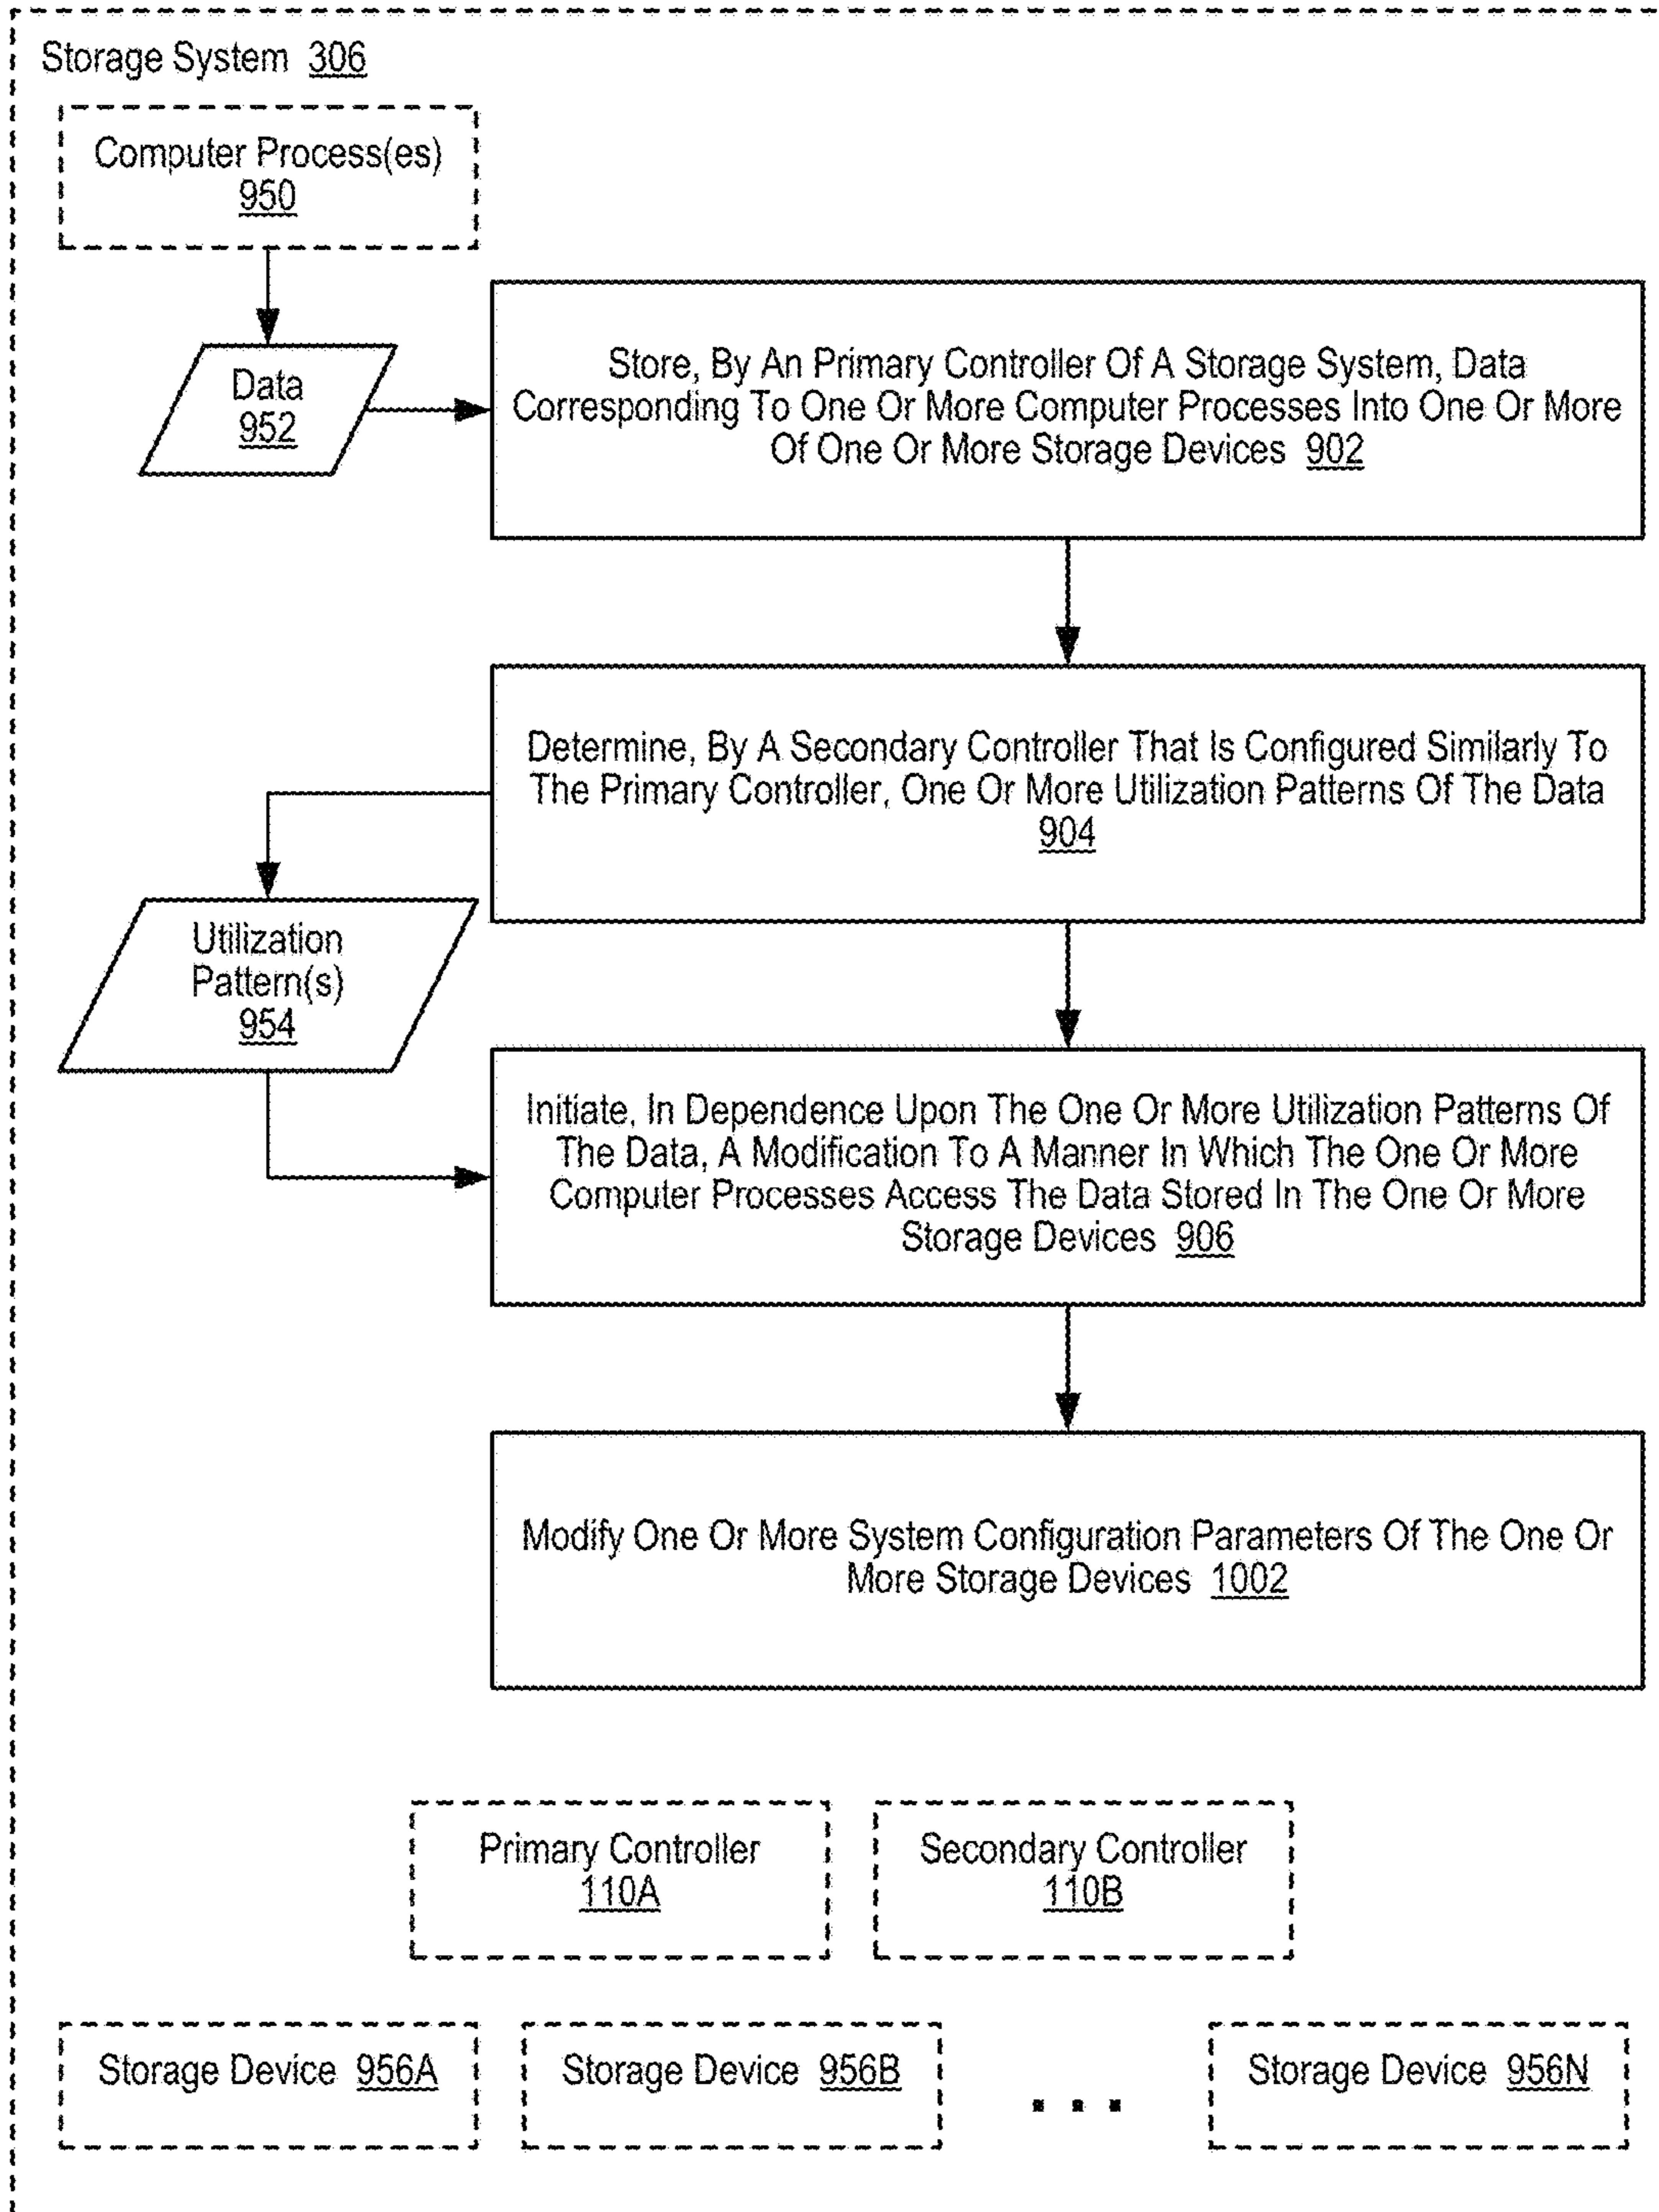 Storage System 306
Computer Process(es)
950
Data
952
Store, By An Primary Controller Of A Storage System, Data
Corresponding To One Or More Computer Processes Into One Or More
Of One Or More Storage Devices 902
Determine, By A Secondary Controller That Is Configured Similarly To
The Primary Controller, One Or More Utilization Patterns Of The Data
904
Utilization
Pattern(s)
954
Initiate, In Dependence Upon The One Or More Utilization Patterns Of
The Data, A Modification To A Manner In Which The One Or More
Computer Processes Access The Data Stored In The One Or More
Storage Devices 906
Modify One Or More System Configuration Parameters Of The One Or
More Storage Devices 1002
Primary Controller
110A
Secondary Controller
110B
Storage Device 956A
Storage Device 956B
...
Storage Device 956N